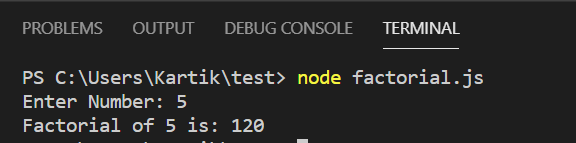 PROBLEMS OUTPUT DEBUG CONSOLE TERMINAL
PS C:\Users\Kartik\test> node factorial.js
Enter Number: 5
Factorial of 5 is: 120